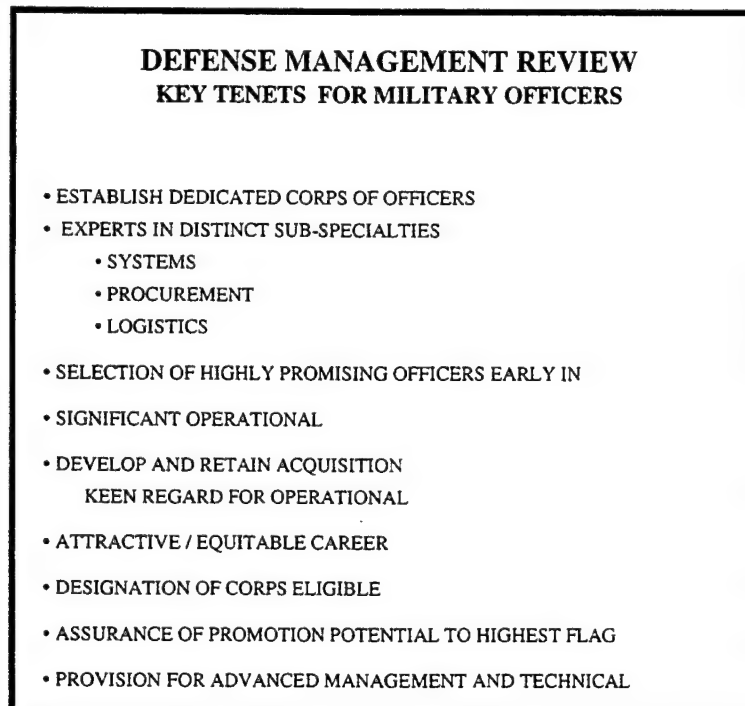 DEFENSE MANAGEMENT REVIEW
KEY TENETS FOR MILITARY OFFICERS
• ESTABLISH DEDICATED CORPS OF OFFICERS
• EXPERTS IN DISTINCT SUB-SPECIALTIES
• SYSTEMS
• PROCUREMENT
• LOGISTICS
• SELECTION OF HIGHLY PROMISING OFFICERS EARLY IN
• SIGNIFICANT OPERATIONAL
• DEVELOP AND RETAIN ACQUISITION
KEEN REGARD FOR OPERATIONAL
• ATTRACTIVE / EQUITABLE CAREER
• DESIGNATION OF CORPS ELIGIBLE
• ASSURANCE OF PROMOTION POTENTIAL TO HIGHEST FLAG
• PROVISION FOR ADVANCED MANAGEMENT AND TECHNICAL